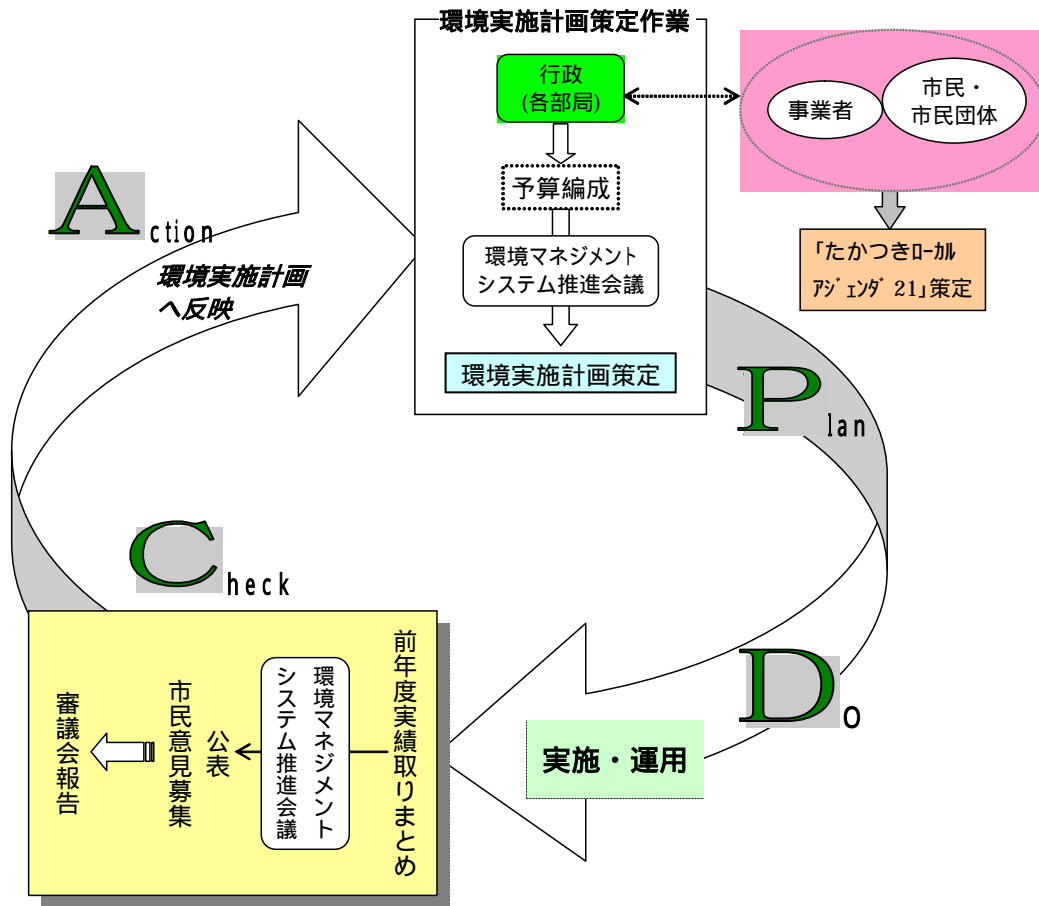 環境実施計画策定作業
行政
(各部局)
事業者
市民・
市民団体
予算編成
環境マネジメント
システム推進会議
環境実施計画策定
「たかつきﾛｰｶﾙ
ｱｼﾞｪﾝﾀﾞ21」策定
Action
環境実施計画
へ反映
Plan
Check
Do
実施・運用
前年度実績取りまとめ
環境マネジメント
システム推進会議
公表
市民意見募集
審議会報告